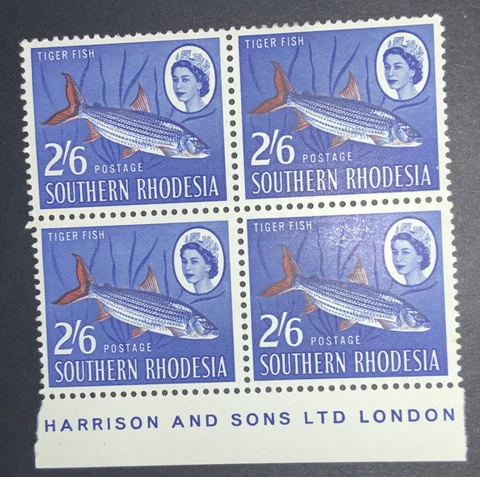 TIGER FISH
2/6 POSTAGE
SOUTHERN RHODESIA
TIGER FISH
2/6 POSTAGE
SOUTHERN RHODESIA
TIGER FISH
2/6 POSTAGE
SOUTHERN RHODESIA
TIGER FISH
2/6 POSTAGE
SOUTHERN RHODESIA
HARRISON AND SONS LTD LONDON